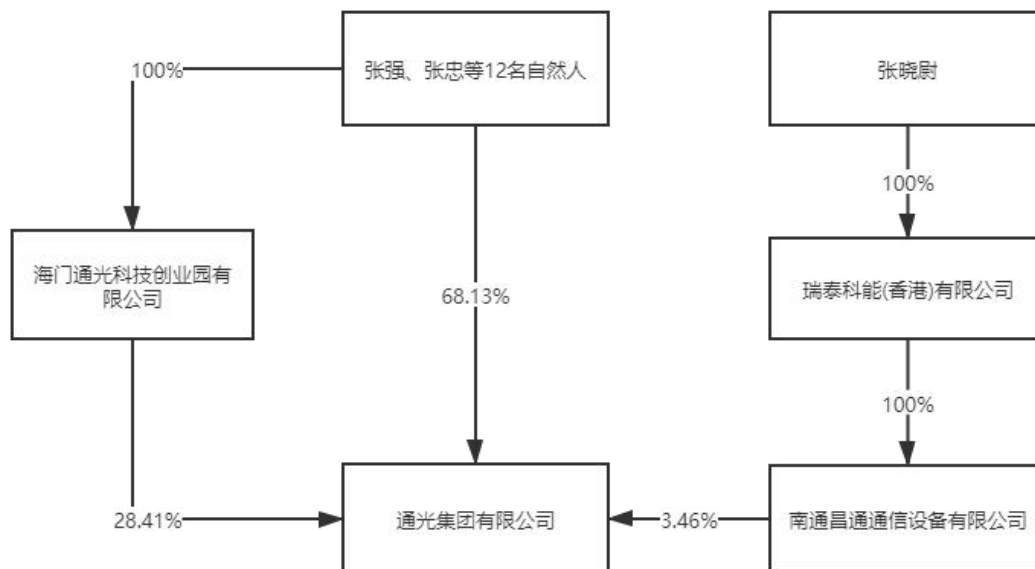 100%
张强、张忠等12名自然人
张晓尉
100%
海门通光科技创业园有
限公司
68.13%
瑞泰科能(香港)有限公司
100%
28.41%
通光集团有限公司
3.46%
南通昌通通信设备有限公司